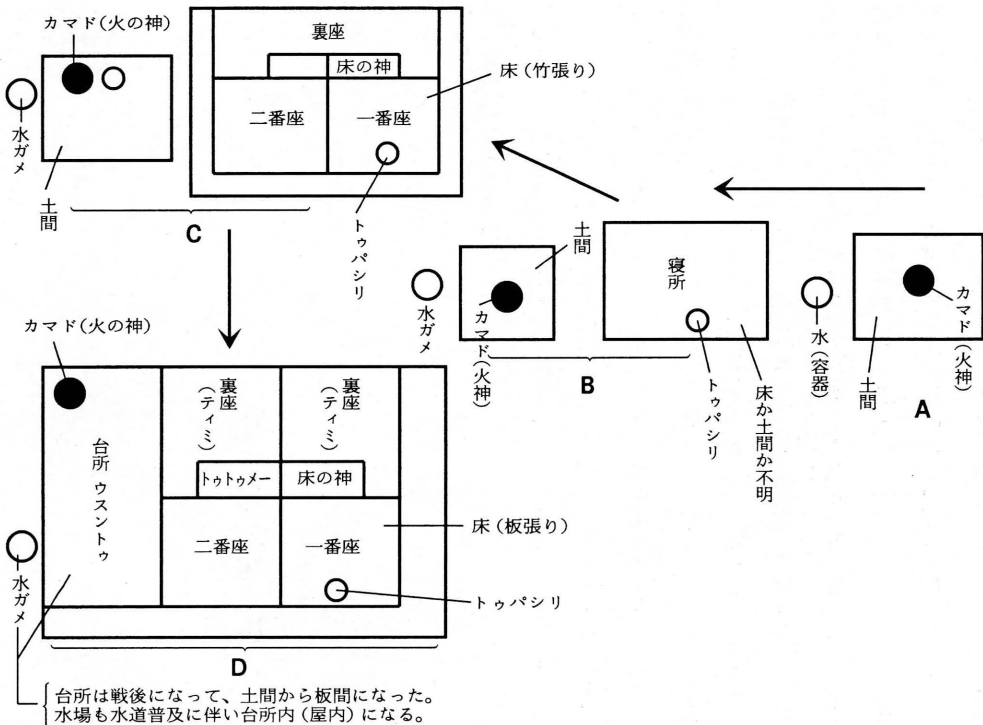 カマド（火の神）
水ガメ
土間
裏座
床の神
二番座
一番座
床（竹張り）
トゥパシリ
C
水ガメ
土間
カマド（火神）
寝所
トゥパシリ
床か土間か不明
B
水（容器）
土間
カマド（火神）
A
カマド（火の神）
台所 ウスントゥ
水ガメ
裏座（ティミ）
裏座（ティミ）
トゥトゥメー
床の神
二番座
一番座
床（板張り）
トゥパシリ
D
台所は戦後になって、土間から板間になった。
水場も水道普及に伴い台所内（屋内）になる。